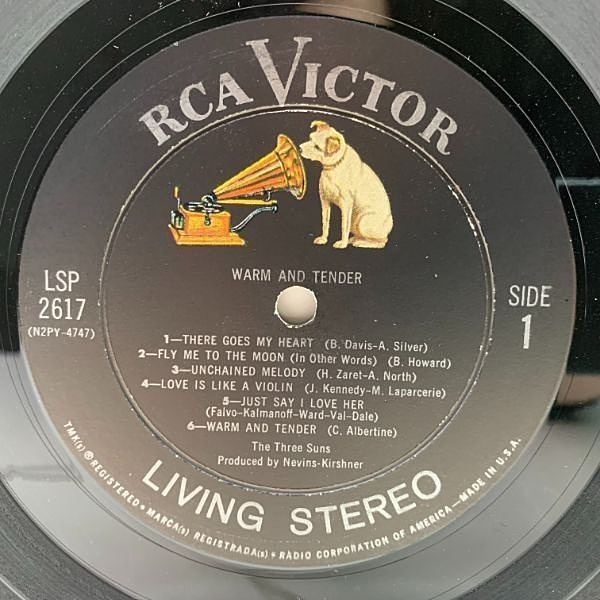 RCA VICTOR
WARM AND TENDER
LSP
2617
(N2PY-4747)
SIDE
1
1—THERE GOES MY HEART (B. Davis-A. Silver)
2—FLY ME TO THE MOON (In Other Words) (B. Howard)
3—UNCHAINED MELODY (H. Zaret-A. North)
4—LOVE IS LIKE A VIOLIN (J. Kennedy-M. Laparcerie)
5—JUST SAY I LOVE HER
(Falvo-Kalmanoff-Ward-Val-Dale)
6—WARM AND TENDER (C. Albertine)
The Three Suns
Produced by Nevins-Kirshner
LIVING STEREO
TMK(s) ® REGISTERED • MARCA(s) REGISTRADA(s) • RADIO CORPORATION OF AMERICA—MADE IN U.S.A.